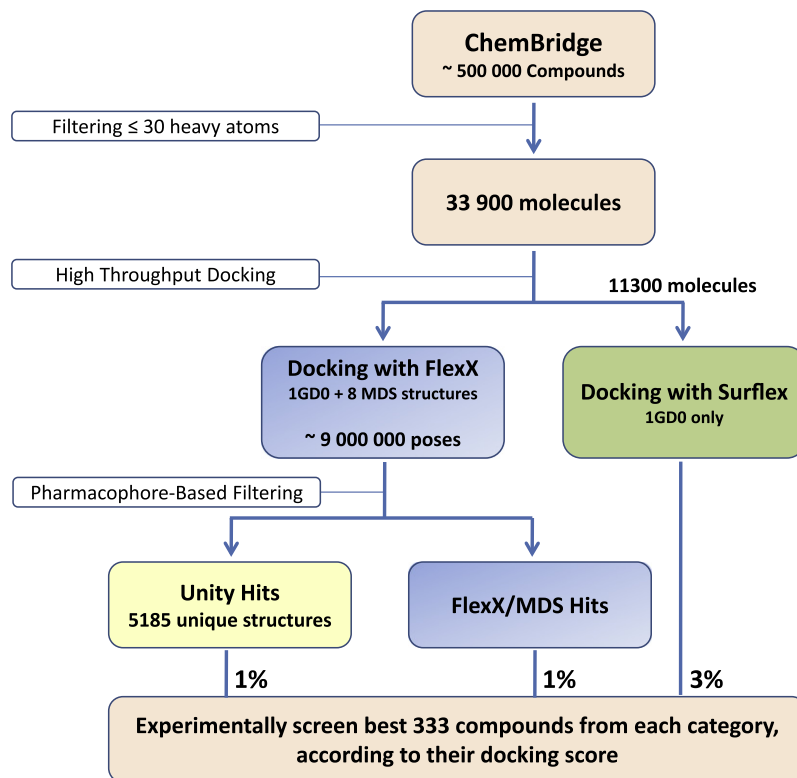 ChemBridge
~ 500 000 Compounds
Filtering ≤ 30 heavy atoms
33 900 molecules
High Throughput Docking
11300 molecules
Docking with FlexX
1GD0 + 8 MDS structures
~ 9 000 000 poses
Docking with Surflex
1GD0 only
Pharmacophore-Based Filtering
Unity Hits
5185 unique structures
FlexX/MDS Hits
1%
1%
3%
Experimentally screen best 333 compounds from each category,
according to their docking score